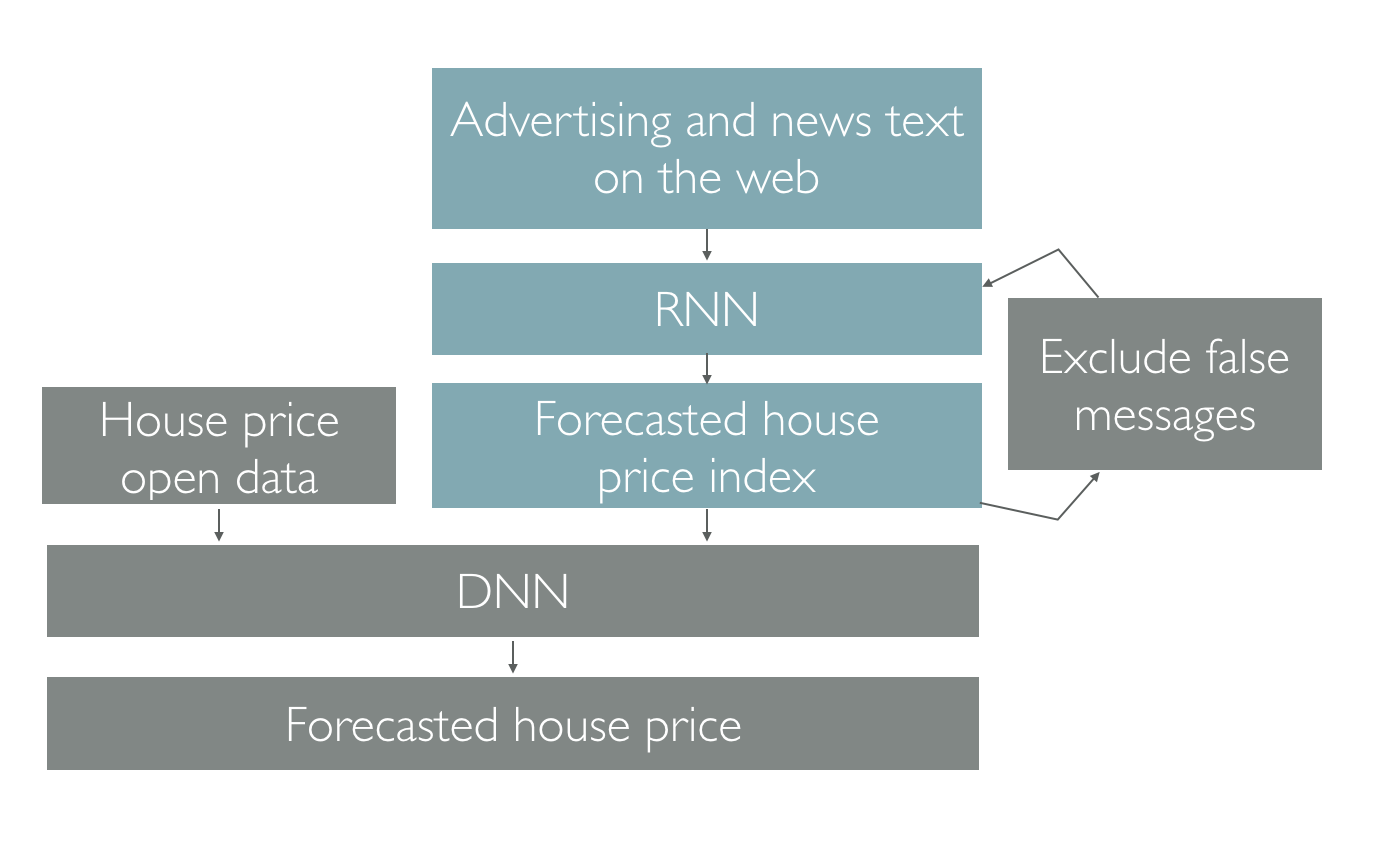 Advertising and news text
on the web
RNN
Exclude false
messages
House price
open data
Forecasted house
price index
DNN
Forecasted house price